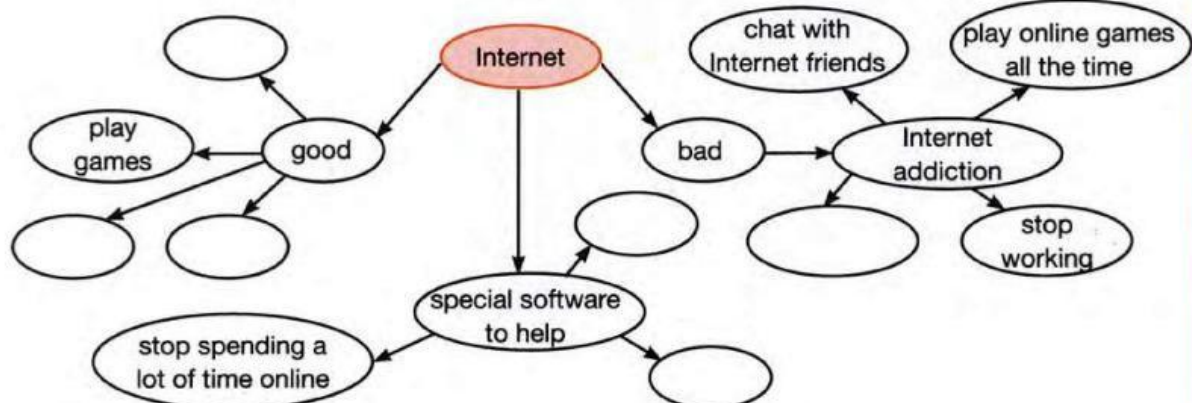 Internet
good
play
games
bad
Internet
addiction
chat with
Internet friends
play online games
all the time
stop
working
special software
to help
stop spending a
lot of time online